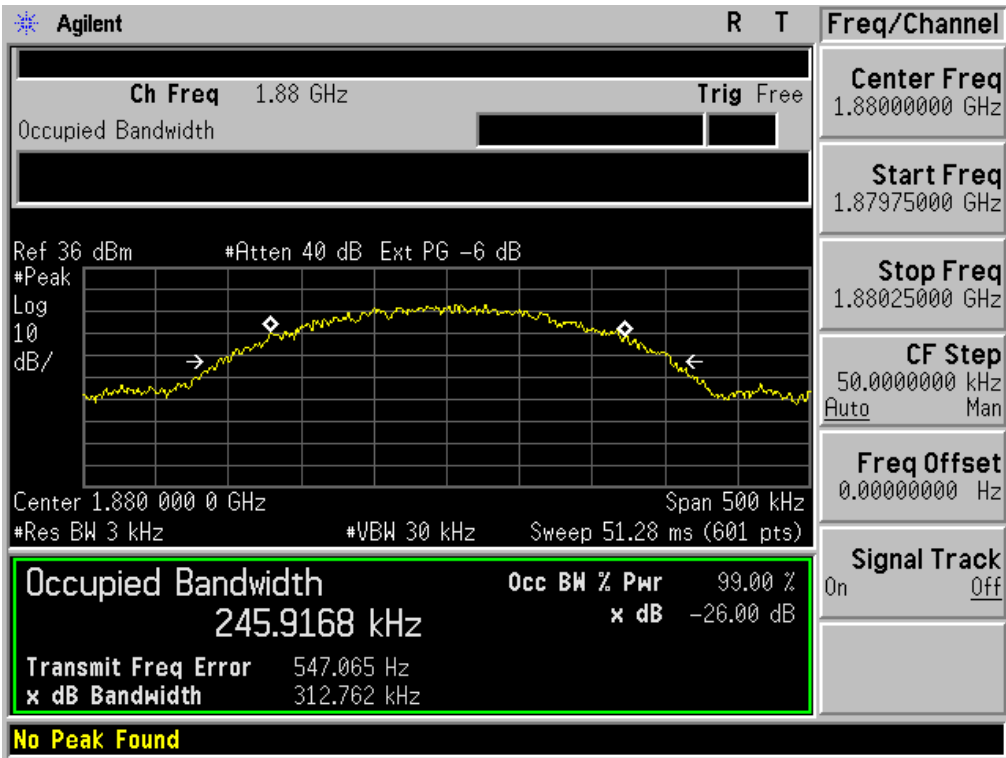 Agilent R T
Ch Freq 1.88 GHz Trig Free
Occupied Bandwidth
Ref 36 dBm #Atten 40 dB Ext PG -6 dB
#Peak
Log
10
dB/
Center 1.880 000 0 GHz Span 500 kHz
#Res BW 3 kHz #VBW 30 kHz Sweep 51.28 ms (601 pts)
Occupied Bandwidth Occ BW % Pwr 99.00 %
245.9168 kHz x dB -26.00 dB
Transmit Freq Error 547.065 Hz
x dB Bandwidth 312.762 kHz
No Peak Found
Freq/Channel
Center Freq
1.88000000 GHz
Start Freq
1.87975000 GHz
Stop Freq
1.88025000 GHz
CF Step
50.0000000 kHz
Auto Man
Freq Offset
0.00000000 Hz
Signal Track
On Off